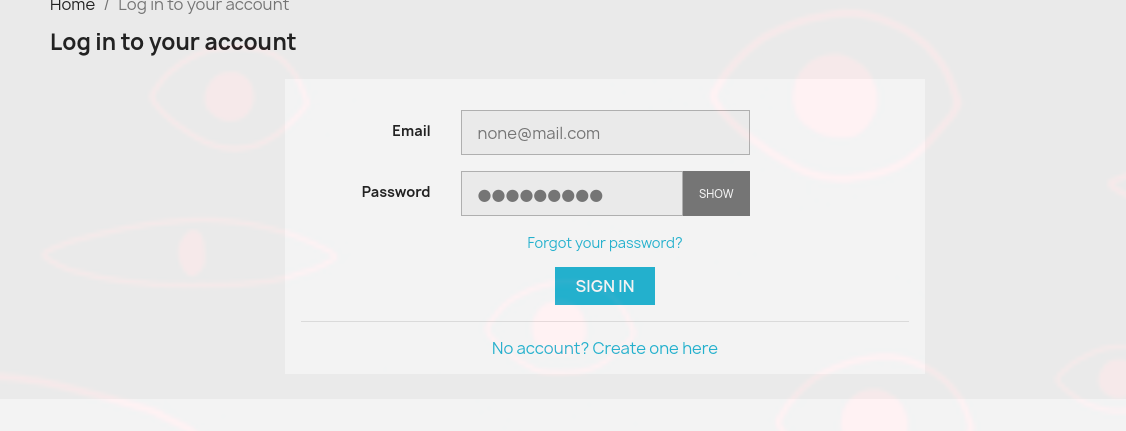 Home / Log in to your account
Log in to your account
Email none@mail.com
Password ●●●●●●●●● SHOW
Forgot your password?
SIGN IN
No account? Create one here